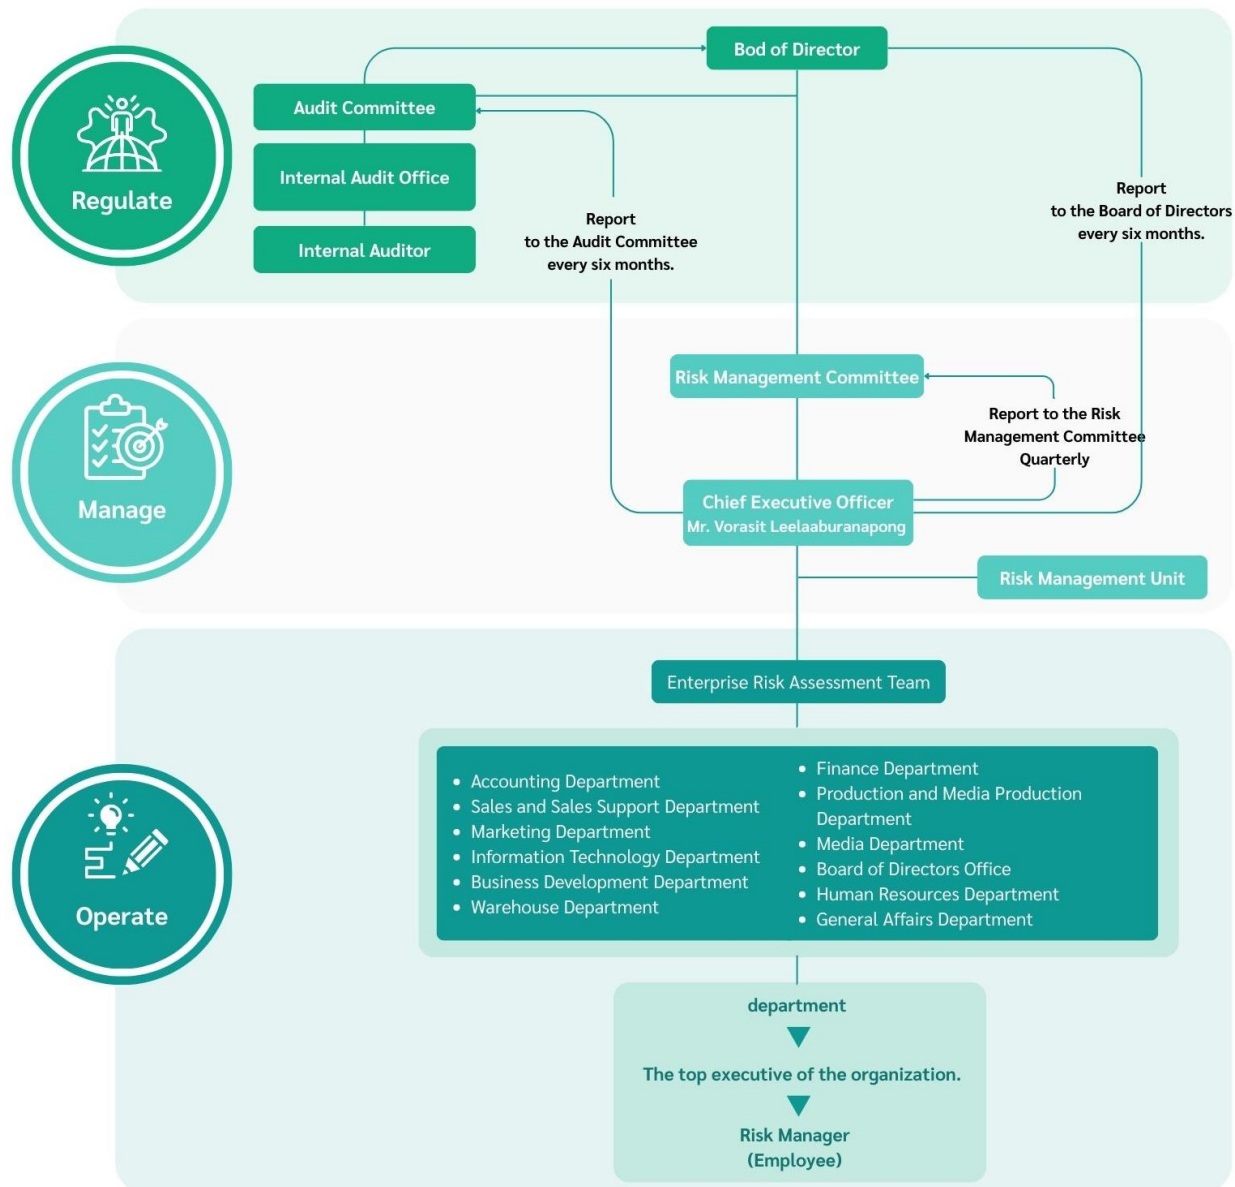 Bod of Director
Audit Committee
Internal Audit Office
Internal Auditor
Regulate
Report
to the Audit Committee
every six months.
Report
to the Board of Directors
every six months.
Risk Management Committee
Report to the Risk
Management Committee
Quarterly
Manage
Chief Executive Officer
Mr. Vorasit Leelaaburanapong
Risk Management Unit
Enterprise Risk Assessment Team
Operate
• Accounting Department
• Sales and Sales Support Department
• Marketing Department
• Information Technology Department
• Business Development Department
• Warehouse Department
• Finance Department
• Production and Media Production
Department
• Media Department
• Board of Directors Office
• Human Resources Department
• General Affairs Department
department
The top executive of the organization.
Risk Manager
(Employee)